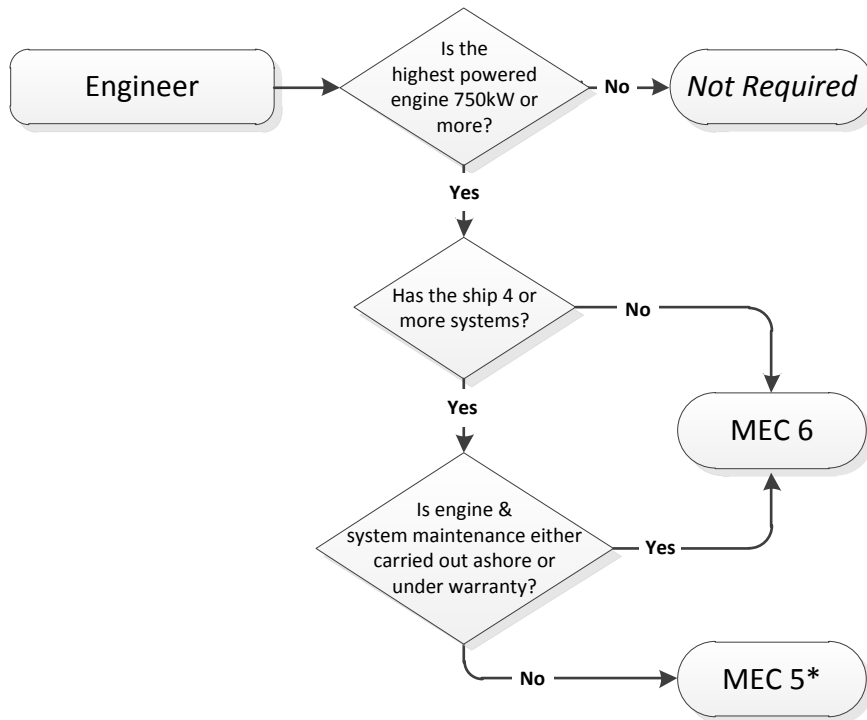 Engineer
Is the
highest powered
engine 750kW or
more?
No
Not Required
Yes
Has the ship 4 or
more systems?
No
Yes
MEC 6
Is engine &
system maintenance either
carried out ashore or
under warranty?
Yes
No
MEC 5*